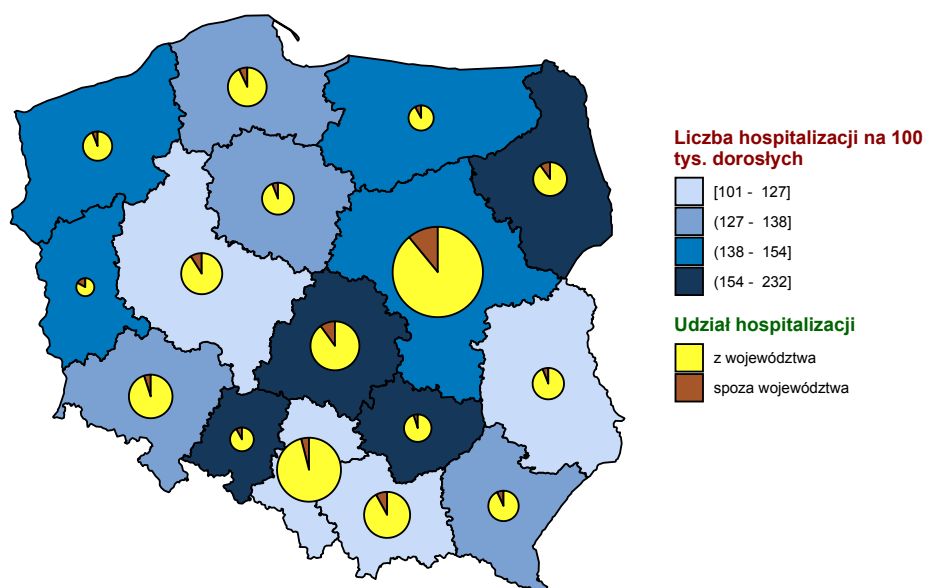 Liczba hospitalizacji na 100
tys. dorosłych
[101 - 127]
(127 - 138]
(138 - 154]
(154 - 232]
Udział hospitalizacji
z województwa
spoza województwa